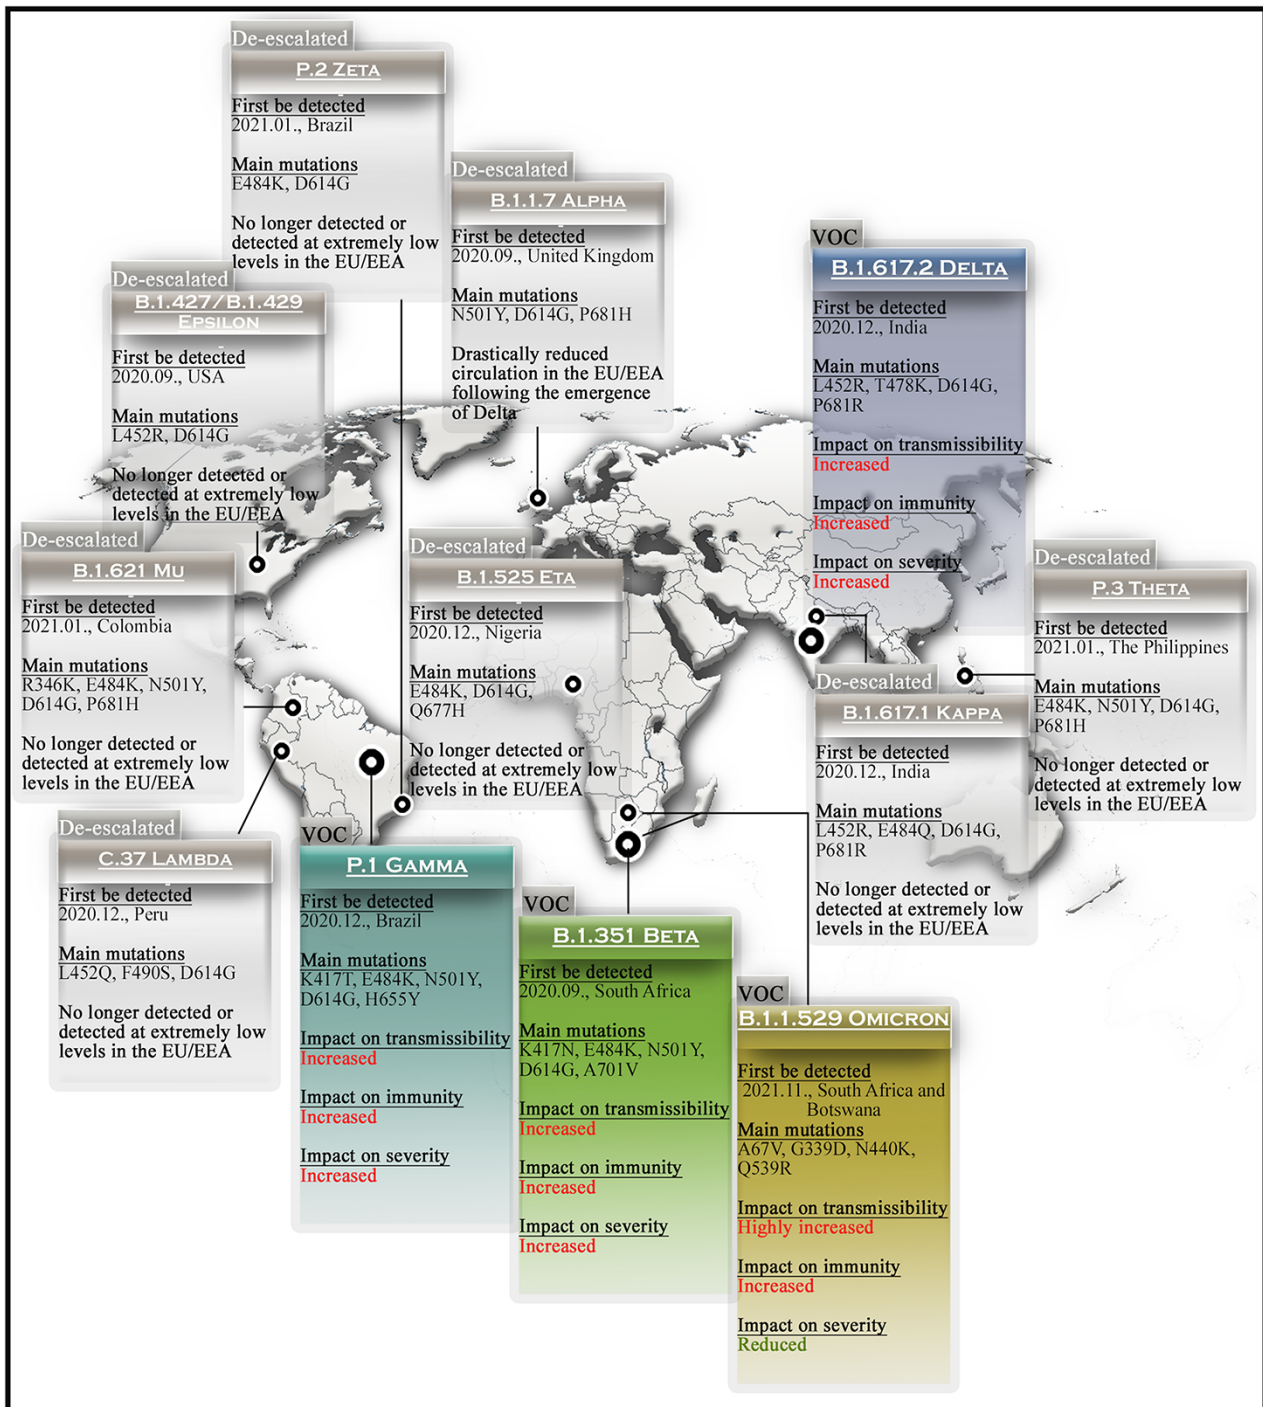 De-escalated
P.2 Zeta
First be detected
2021.01., Brazil
Main mutations
E484K, D614G
No longer detected or
detected at extremely low
levels in the EU/EEA
De-escalated
B.1.1.7 Alpha
First be detected
2020.09., United Kingdom
Main mutations
N501Y, D614G, P681H
Drastically reduced
circulation in the EU/EEA
following the emergence
of Delta
VOC
B.1.617.2 Delta
First be detected
2020.12., India
Main mutations
L452R, T478K, D614G,
P681R
Impact on transmissibility
Increased
Impact on immunity
Increased
Impact on severity
Increased
De-escalated
B.1.427/B.1.429
Epsilon
First be detected
2020.09., USA
Main mutations
L452R, D614G
No longer detected or
detected at extremely low
levels in the EU/EEA
De-escalated
B.1.621 Mu
First be detected
2021.01., Colombia
Main mutations
R346K, E484K, N501Y,
D614G, P681H
No longer detected or
detected at extremely low
levels in the EU/EEA
De-escalated
B.1.525 Eta
First be detected
2020.12., Nigeria
Main mutations
E484K, D614G,
Q677H
No longer detected or
detected at extremely low
levels in the EU/EEA
De-escalated
P.3 Theta
First be detected
2021.01., The Philippines
Main mutations
E484K, N501Y, D614G,
P681H
No longer detected or
detected at extremely low
levels in the EU/EEA
De-escalated
B.1.617.1 Kappa
First be detected
2020.12., India
Main mutations
L452R, E484Q, D614G,
P681R
No longer detected or
detected at extremely low
levels in the EU/EEA
De-escalated
C.37 Lambda
First be detected
2020.12., Peru
Main mutations
L452Q, F490S, D614G
No longer detected or
detected at extremely low
levels in the EU/EEA
VOC
P.1 Gamma
First be detected
2020.12., Brazil
Main mutations
K417T, E484K, N501Y,
D614G, H655Y
Impact on transmissibility
Increased
Impact on immunity
Increased
Impact on severity
Increased
VOC
B.1.351 Beta
First be detected
2020.09., South Africa
Main mutations
K417N, E484K, N501Y,
D614G, A701V
Impact on transmissibility
Increased
Impact on immunity
Increased
Impact on severity
Increased
VOC
B.1.1.529 Omicron
First be detected
2021.11., South Africa and
Botswana
Main mutations
A67V, G339D, N440K,
Q539R
Impact on transmissibility
Highly increased
Impact on immunity
Increased
Impact on severity
Reduced